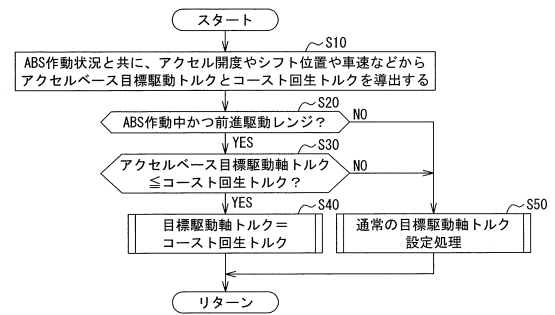 スタート
S10
ABS作動状況と共に、アクセル開度やシフト位置や車速などから
アクセルベース目標駆動トルクとコースト回生トルクを導出する
S20
ABS作動中かつ前進駆動レンジ？
NO
YES
S30
アクセルベース目標駆動軸トルク
≦コースト回生トルク？
NO
YES
S40
目標駆動軸トルク＝
コースト回生トルク
S50
通常の目標駆動軸トルク
設定処理
リターン